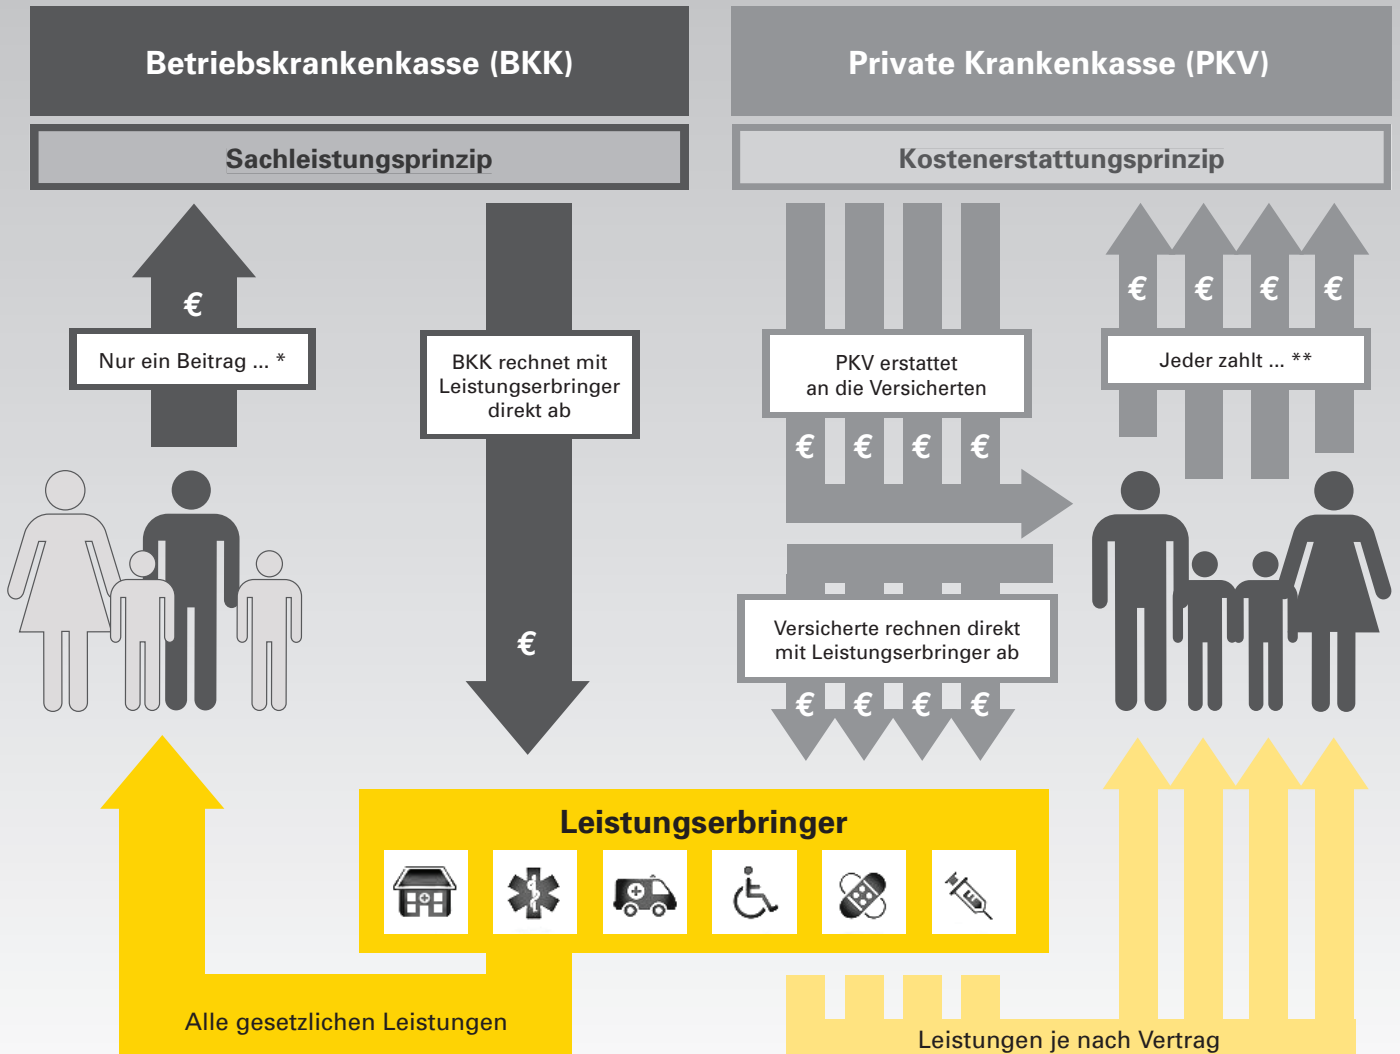 Betriebskrankenkasse (BKK)
Sachleistungsprinzip
€
Nur ein Beitrag ... *
BKK rechnet mit
Leistungserbringer
direkt ab
€
Private Krankenkasse (PKV)
Kostenerstattungsprinzip
PKV erstattet
an die Versicherten
€ € € €
€ € € €
Jeder zahlt ... **
Versicherte rechnen direkt
mit Leistungserbringer ab
€ € € €
Leistungserbringer
Alle gesetzlichen Leistungen
Leistungen je nach Vertrag